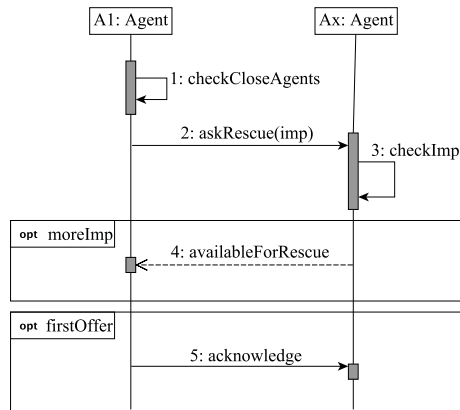 A1: Agent
Ax: Agent
1: checkCloseAgents
2: askRescue(imp)
3: checkImp
opt moreImp
4: availableForRescue
opt firstOffer
5: acknowledge